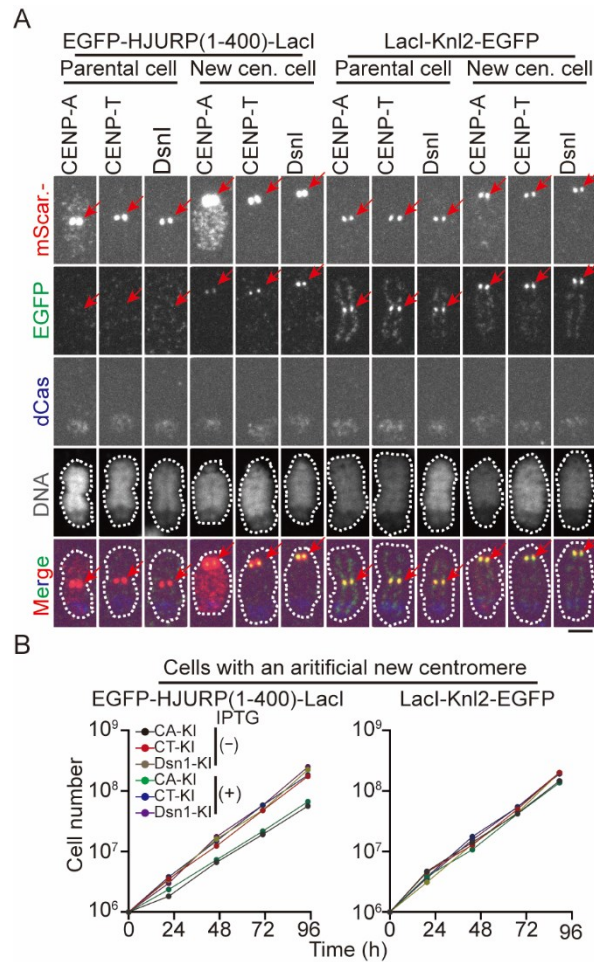 A
EGFP-HJURP(1-400)-LacI LacI-Knl2-EGFP
Parental cell New cen. cell Parental cell New cen. cell
CENP-A CENP-T DsnI CENP-A CENP-T DsnI CENP-A CENP-T DsnI CENP-A CENP-T DsnI
mScar.-
EGFP
dCas
DNA
Merge
B
Cells with an aritificial new centromere
EGFP-HJURP(1-400)-LacI LacI-Knl2-EGFP
IPTG
CA-KI
CT-KI (−)
Dsn1-KI
CA-KI
CT-KI (+)
Dsn1-KI
Cell number
10⁹ 10⁹
10⁸ 10⁸
10⁷ 10⁷
10⁶ 10⁶
0 24 48 72 96 0 24 48 72 96
Time (h)